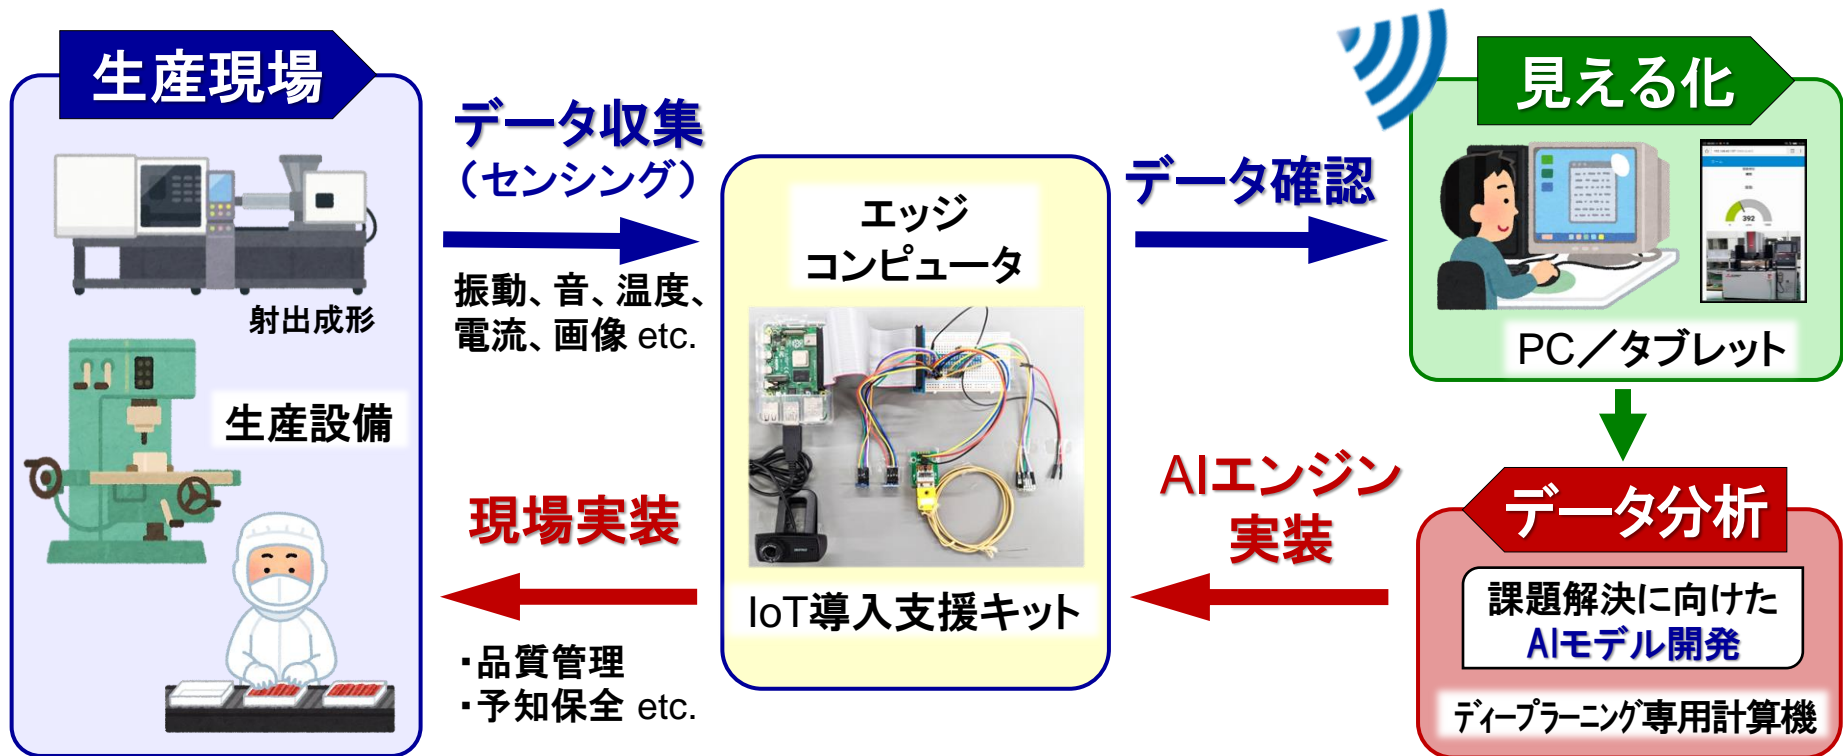 生産現場
射出成形
生産設備
データ収集
（センシング）
振動、音、温度、
電流、画像 etc.
現場実装
・品質管理
・予知保全 etc.
エッジ
コンピュータ
IoT導入支援キット
データ確認
AIエンジン
実装
見える化
392
PC／タブレット
データ分析
課題解決に向けた
AIモデル開発
ディープラーニング専用計算機